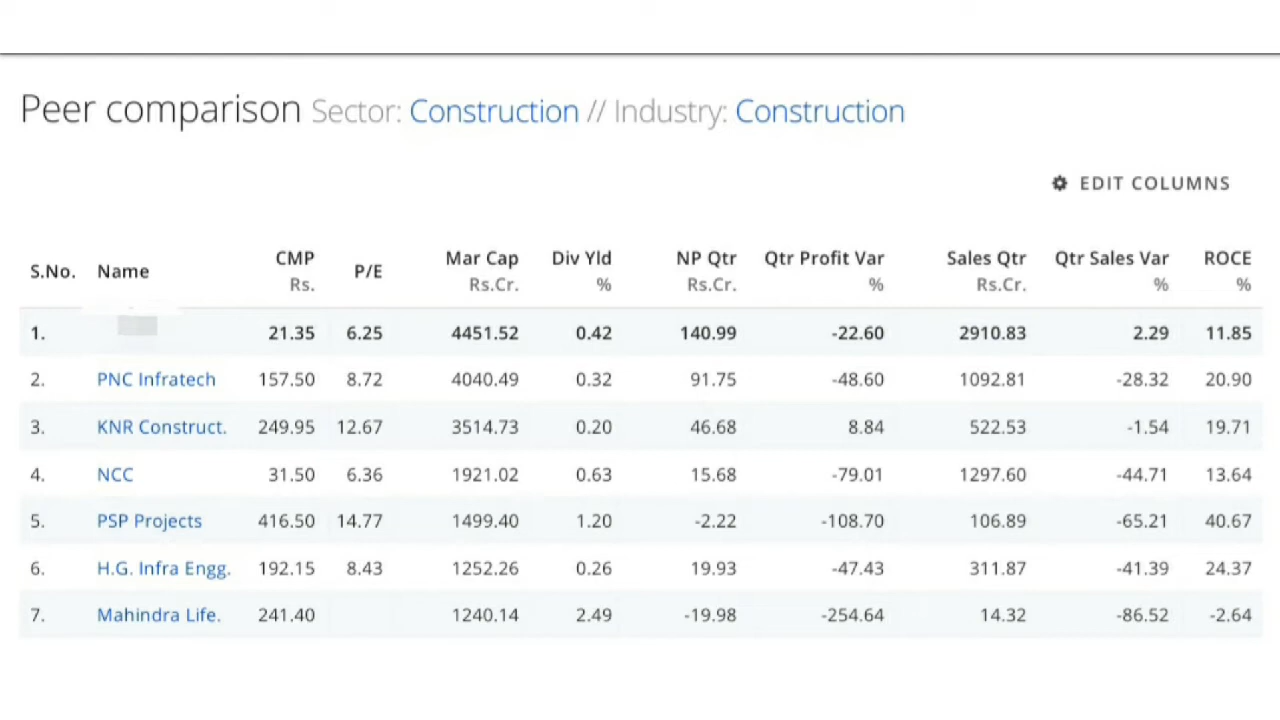 Peer comparison Sector: Construction // Industry: Construction
EDIT COLUMNS
S.No. Name CMP Rs. P/E Mar Cap Rs.Cr. Div Yld % NP Qtr Rs.Cr. Qtr Profit Var % Sales Qtr Rs.Cr. Qtr Sales Var % ROCE %
1. 21.35 6.25 4451.52 0.42 140.99 -22.60 2910.83 2.29 11.85
2. PNC Infratech 157.50 8.72 4040.49 0.32 91.75 -48.60 1092.81 -28.32 20.90
3. KNR Construct. 249.95 12.67 3514.73 0.20 46.68 8.84 522.53 -1.54 19.71
4. NCC 31.50 6.36 1921.02 0.63 15.68 -79.01 1297.60 -44.71 13.64
5. PSP Projects 416.50 14.77 1499.40 1.20 -2.22 -108.70 106.89 -65.21 40.67
6. H.G. Infra Engg. 192.15 8.43 1252.26 0.26 19.93 -47.43 311.87 -41.39 24.37
7. Mahindra Life. 241.40 1240.14 2.49 -19.98 -254.64 14.32 -86.52 -2.64